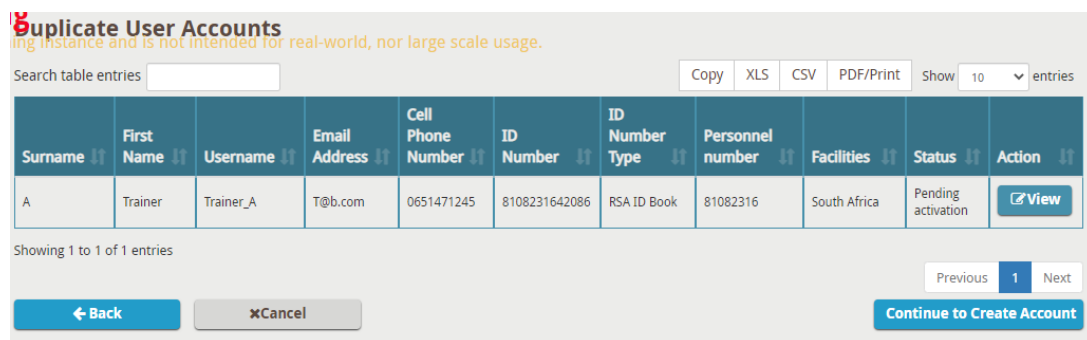 g
Duplicate User Accounts
ing instance and is not intended for real-world, nor large scale usage.
Search table entries
Copy XLS CSV PDF/Print Show 10 entries
Surname First Name Username Email Address Cell Phone Number ID Number ID Number Type Personnel number Facilities Status Action
A Trainer Trainer_A T@b.com 0651471245 8108231642086 RSA ID Book 81082316 South Africa Pending activation View
Showing 1 to 1 of 1 entries
Previous 1 Next
Back Cancel Continue to Create Account